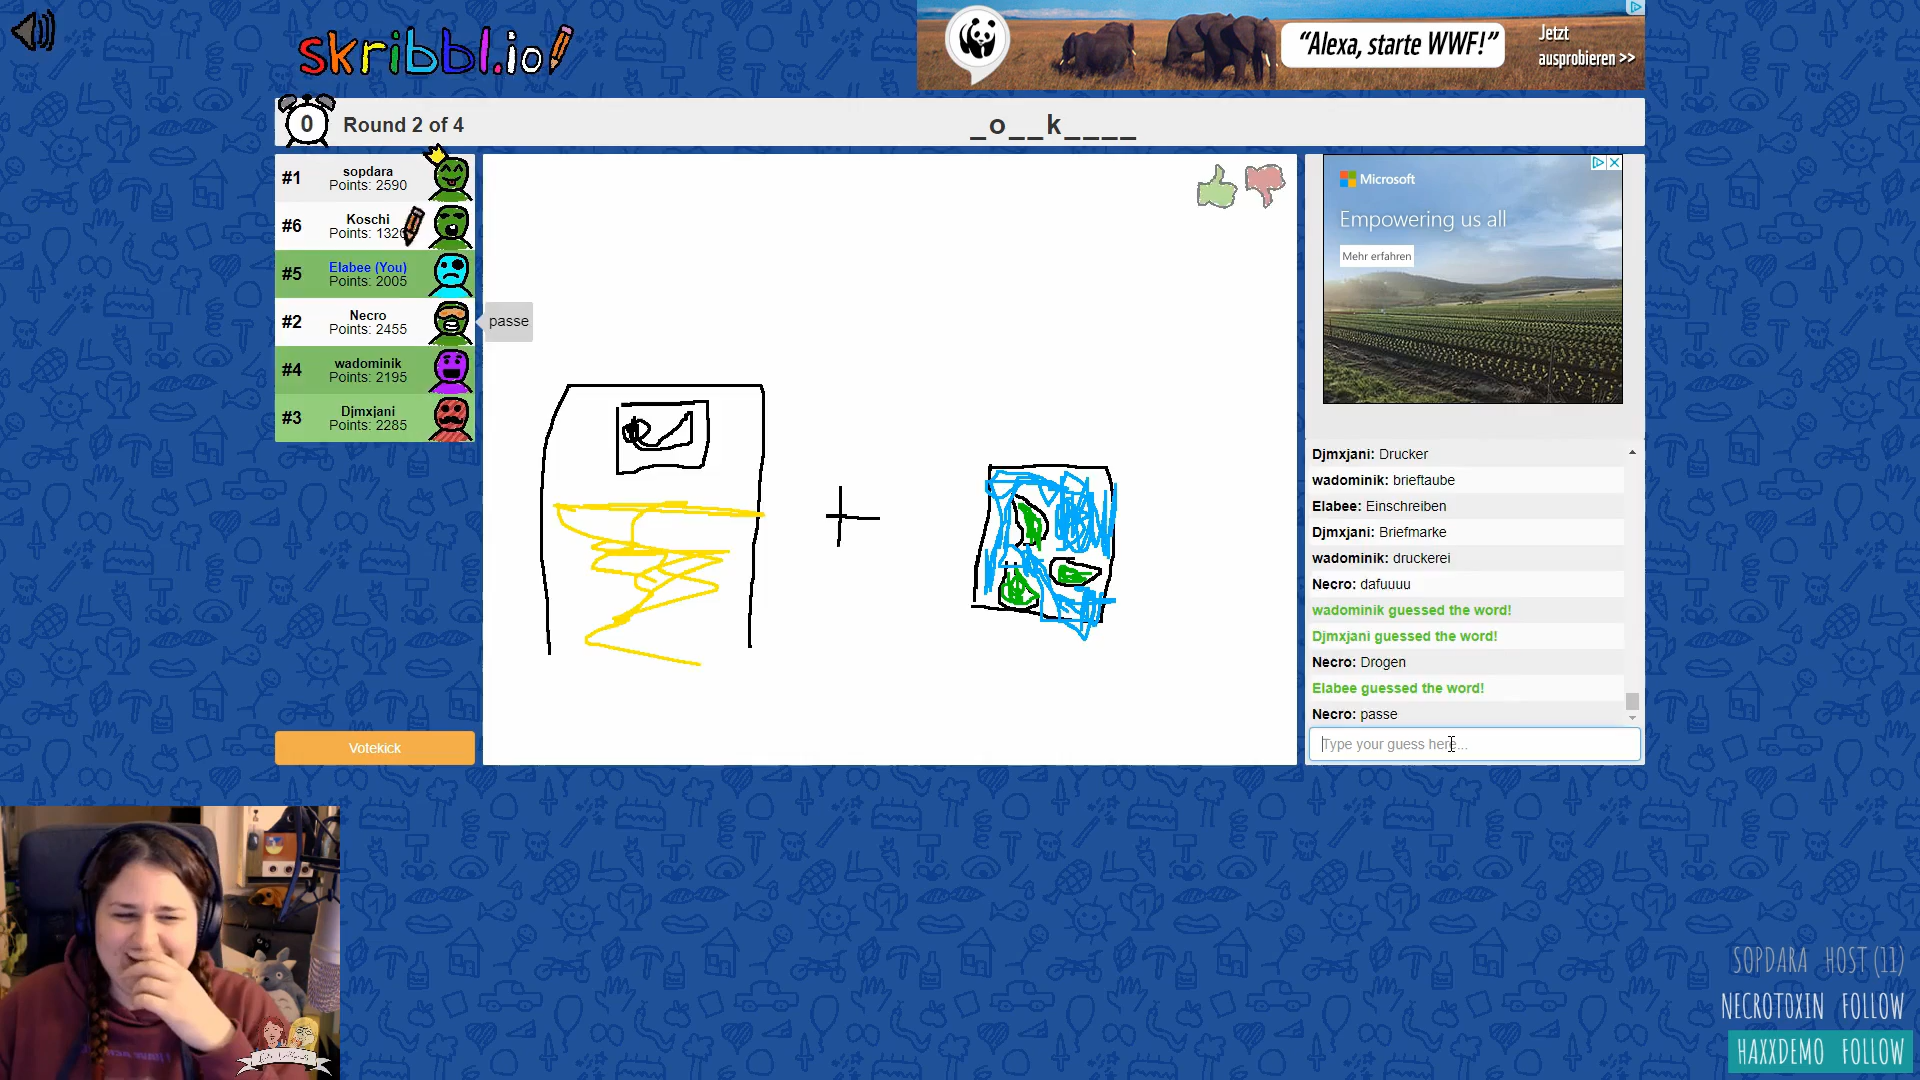 skribbl.io
"Alexa, starte WWF!"
Jetzt
ausprobieren >>
0
Round 2 of 4
_o__k____
#1
sopdara
Points: 2590
#6
Koschi
Points: 1320
#5
Elabee (You)
Points: 2005
#2
Necro
Points: 2455
passe
#4
wadominik
Points: 2195
#3
Djmxjani
Points: 2285
Votekick
Microsoft
Empowering us all
Mehr erfahren
Djmxjani: Drucker
wadominik: brieftaube
Elabee: Einschreiben
Djmxjani: Briefmarke
wadominik: druckerei
Necro: dafuuuu
wadominik guessed the word!
Djmxjani guessed the word!
Necro: Drogen
Elabee guessed the word!
Necro: passe
Type your guess here...
SOPDARA HOST (11)
NECROTOXIN FOLLOW
HAXXDEMO FOLLOW